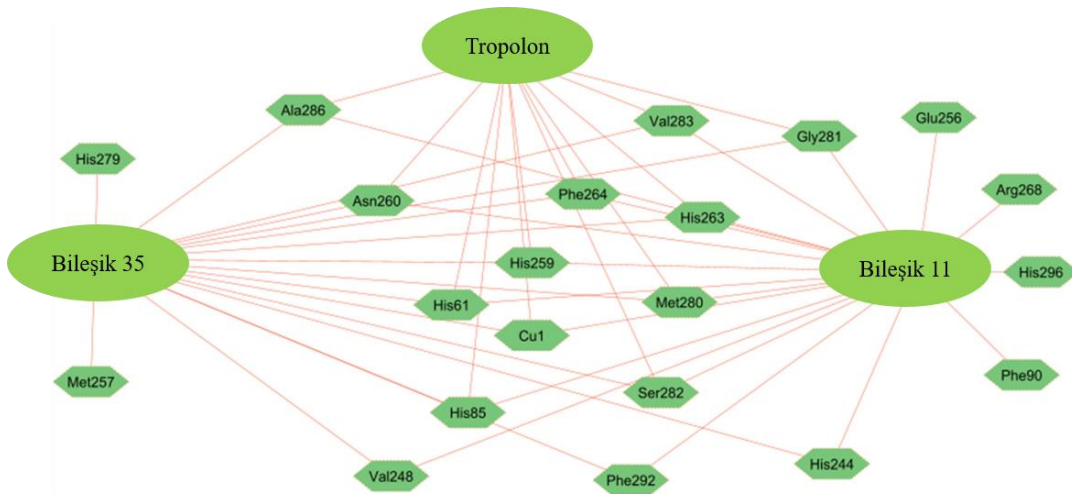 Tropolon
Ala286
Val283
Glu256
Gly281
His279
Arg268
Asn260
Phe264
His263
Bileşik 35
His259
Bileşik 11
His296
His61
Met280
Cu1
Met257
Phe90
Ser282
His85
Val248
Phe292
His244